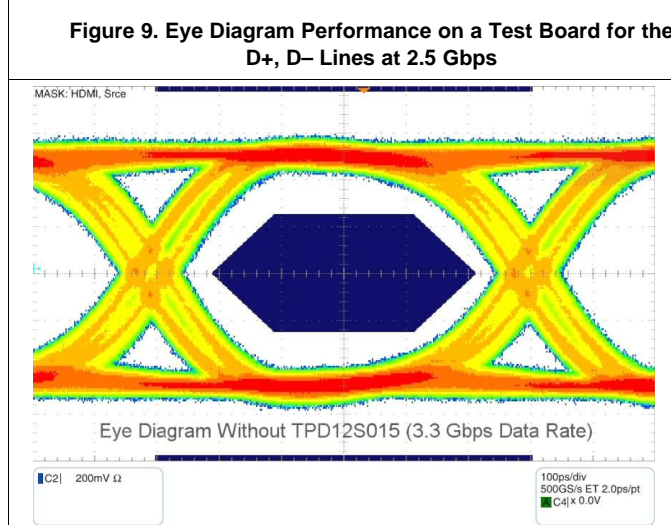 Figure 9. Eye Diagram Performance on a Test Board for the
D+, D– Lines at 2.5 Gbps
MASK: HDMI, Srce
Eye Diagram Without TPD12S015 (3.3 Gbps Data Rate)
C2| 200mV Ω
100ps/div
500GS/s ET 2.0ps/pt
A C4| x 0.0V